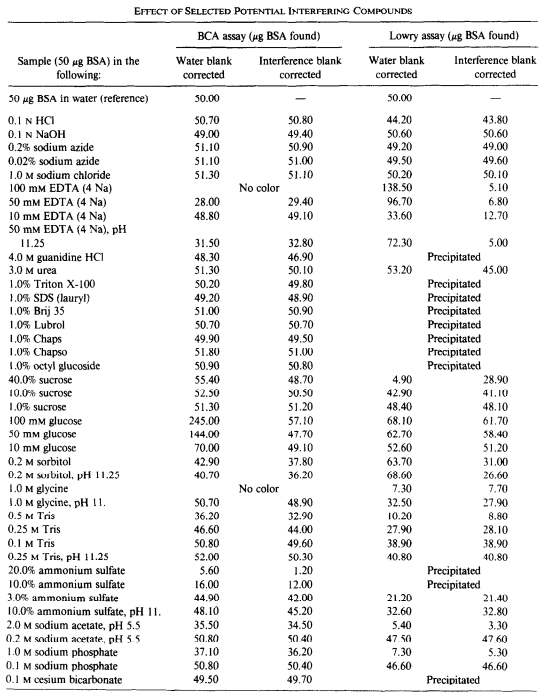 EFFECT OF SELECTED POTENTIAL INTERFERING COMPOUNDS
BCA assay (μg BSA found) Lowry assay (μg BSA found)
Sample (50 μg BSA) in the following: Water blank corrected Interference blank corrected Water blank corrected Interference blank corrected
50 μg BSA in water (reference) 50.00 — 50.00 —
0.1 N HCl 50.70 50.80 44.20 43.80
0.1 N NaOH 49.00 49.40 50.60 50.60
0.2% sodium azide 51.10 50.90 49.20 49.00
0.02% sodium azide 51.10 51.00 49.50 49.60
1.0 M sodium chloride 51.30 51.10 50.20 50.10
100 mM EDTA (4 Na) No color 138.50 5.10
50 mM EDTA (4 Na) 28.00 29.40 96.70 6.80
10 mM EDTA (4 Na) 48.80 49.10 33.60 12.70
50 mM EDTA (4 Na), pH
11.25 31.50 32.80 72.30 5.00
4.0 M guanidine HCl 48.30 46.90 Precipitated
3.0 M urea 51.30 50.10 53.20 45.00
1.0% Triton X-100 50.20 49.80 Precipitated
1.0% SDS (lauryl) 49.20 48.90 Precipitated
1.0% Brij 35 51.00 50.90 Precipitated
1.0% Lubrol 50.70 50.70 Precipitated
1.0% Chaps 49.90 49.50 Precipitated
1.0% Chapso 51.80 51.00 Precipitated
1.0% octyl glucoside 50.90 50.80 Precipitated
40.0% sucrose 55.40 48.70 4.90 28.90
10.0% sucrose 52.50 50.50 42.90 41.10
1.0% sucrose 51.30 51.20 48.40 48.10
100 mM glucose 245.00 57.10 68.10 61.70
50 mM glucose 144.00 47.70 62.70 58.40
10 mM glucose 70.00 49.10 52.60 51.20
0.2 M sorbitol 42.90 37.80 63.70 31.00
0.2 M sorbitol, pH 11.25 40.70 36.20 68.60 26.60
1.0 M glycine No color 7.30 7.70
1.0 M glycine, pH 11. 50.70 48.90 32.50 27.90
0.5 M Tris 36.20 32.90 10.20 8.80
0.25 M Tris 46.60 44.00 27.90 28.10
0.1 M Tris 50.80 49.60 38.90 38.90
0.25 M Tris, pH 11.25 52.00 50.30 40.80 40.80
20.0% ammonium sulfate 5.60 1.20 Precipitated
10.0% ammonium sulfate 16.00 12.00 Precipitated
3.0% ammonium sulfate 44.90 42.00 21.20 21.40
10.0% ammonium sulfate, pH 11. 48.10 45.20 32.60 32.80
2.0 M sodium acetate, pH 5.5 35.50 34.50 5.40 3.30
0.2 M sodium acetate, pH 5.5 50.80 50.40 47.50 47.60
1.0 M sodium phosphate 37.10 36.20 7.30 5.30
0.1 M sodium phosphate 50.80 50.40 46.60 46.60
0.1 M cesium bicarbonate 49.50 49.70 Precipitated